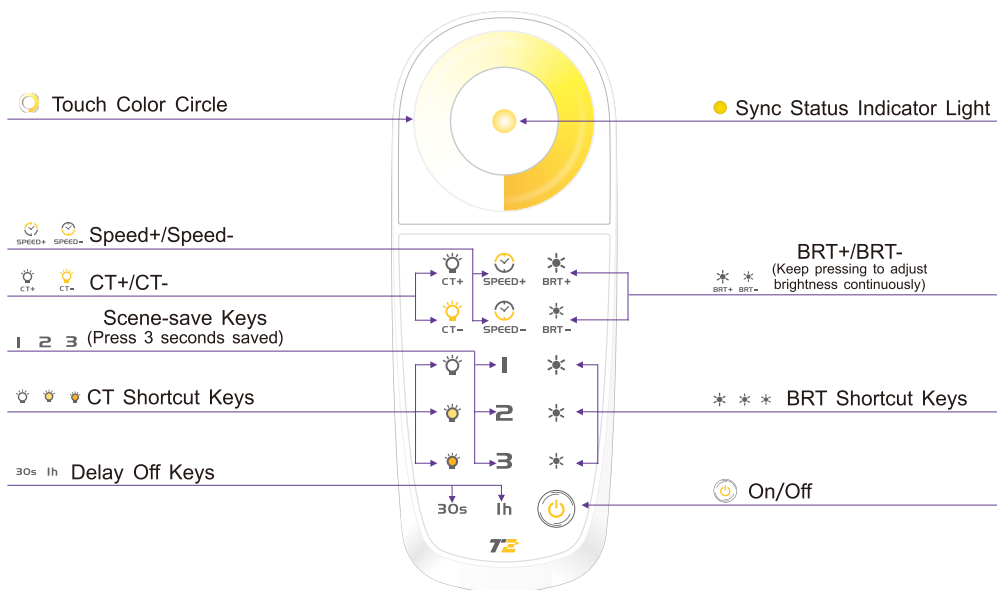 Touch Color Circle
Sync Status Indicator Light
SPEED+ SPEED- Speed+/Speed-
CT+ CT- CT+/CT-
Scene-save Keys
1 2 3 (Press 3 seconds saved)
CT Shortcut Keys
30s 1h Delay Off Keys
CT+ SPEED+ BRT+
CT- SPEED- BRT-
1
2
3
30s 1h
T2
BRT+/BRT-
(Keep pressing to adjust
BRT+ BRT- brightness continuously)
BRT Shortcut Keys
On/Off